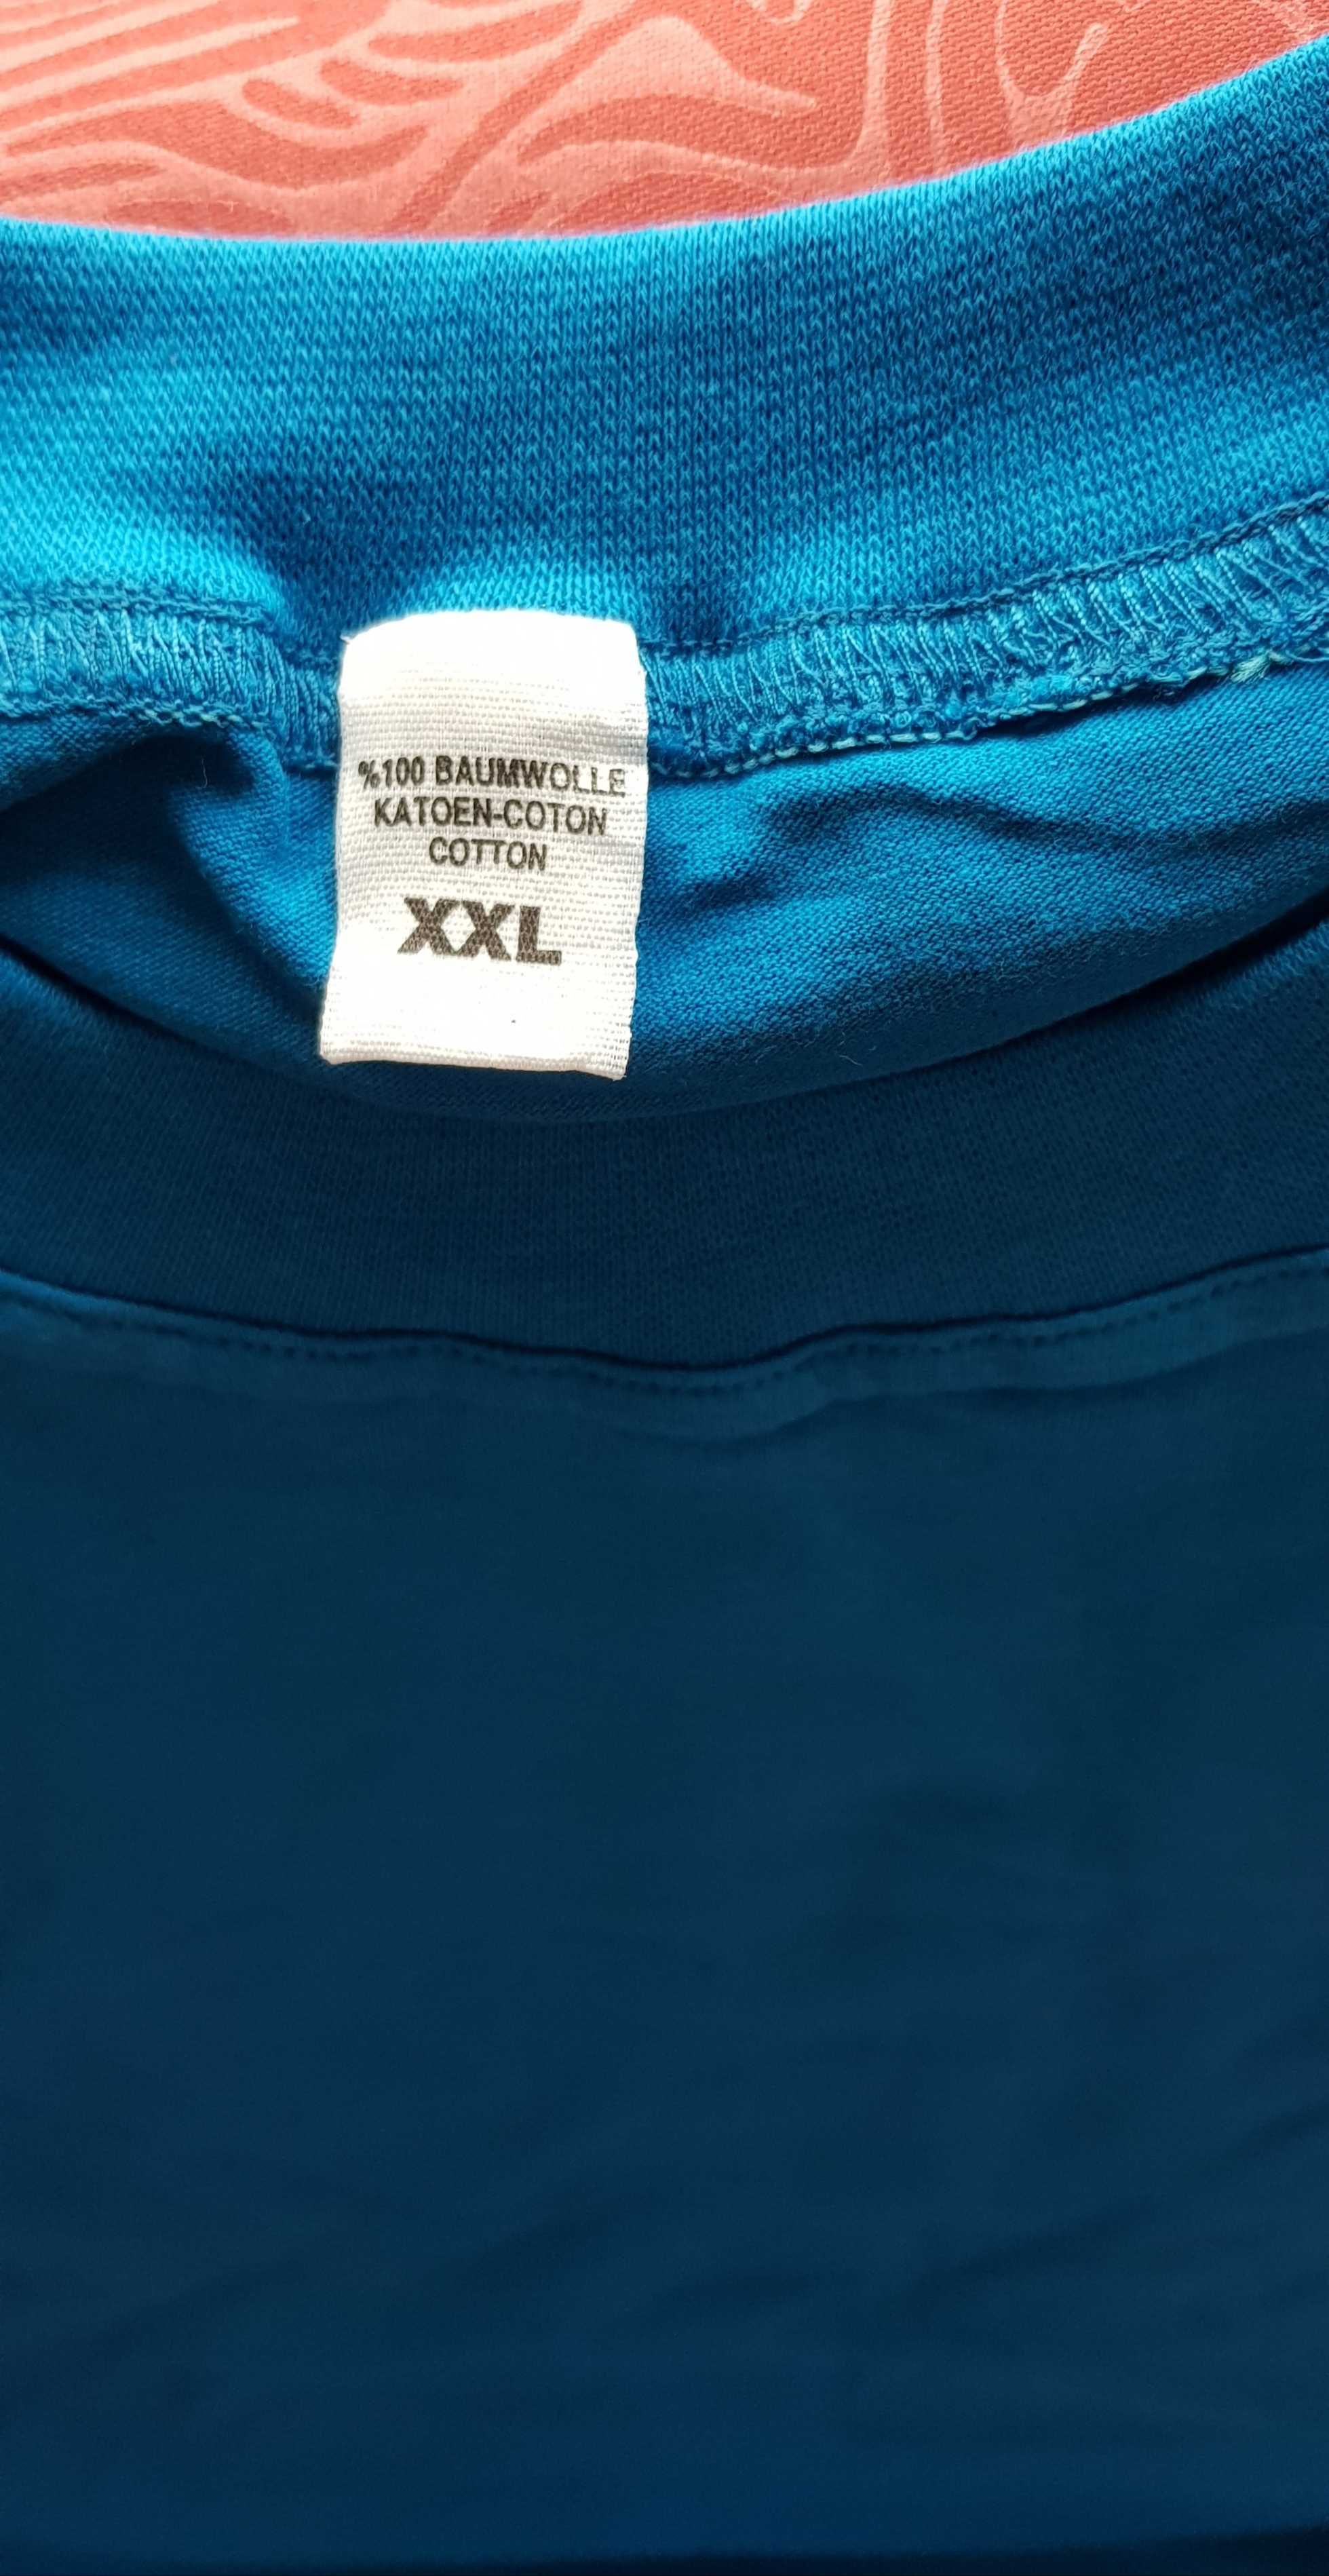 %100 BAUMWOLLE
KATOEN-COTON
COTTON
XXL